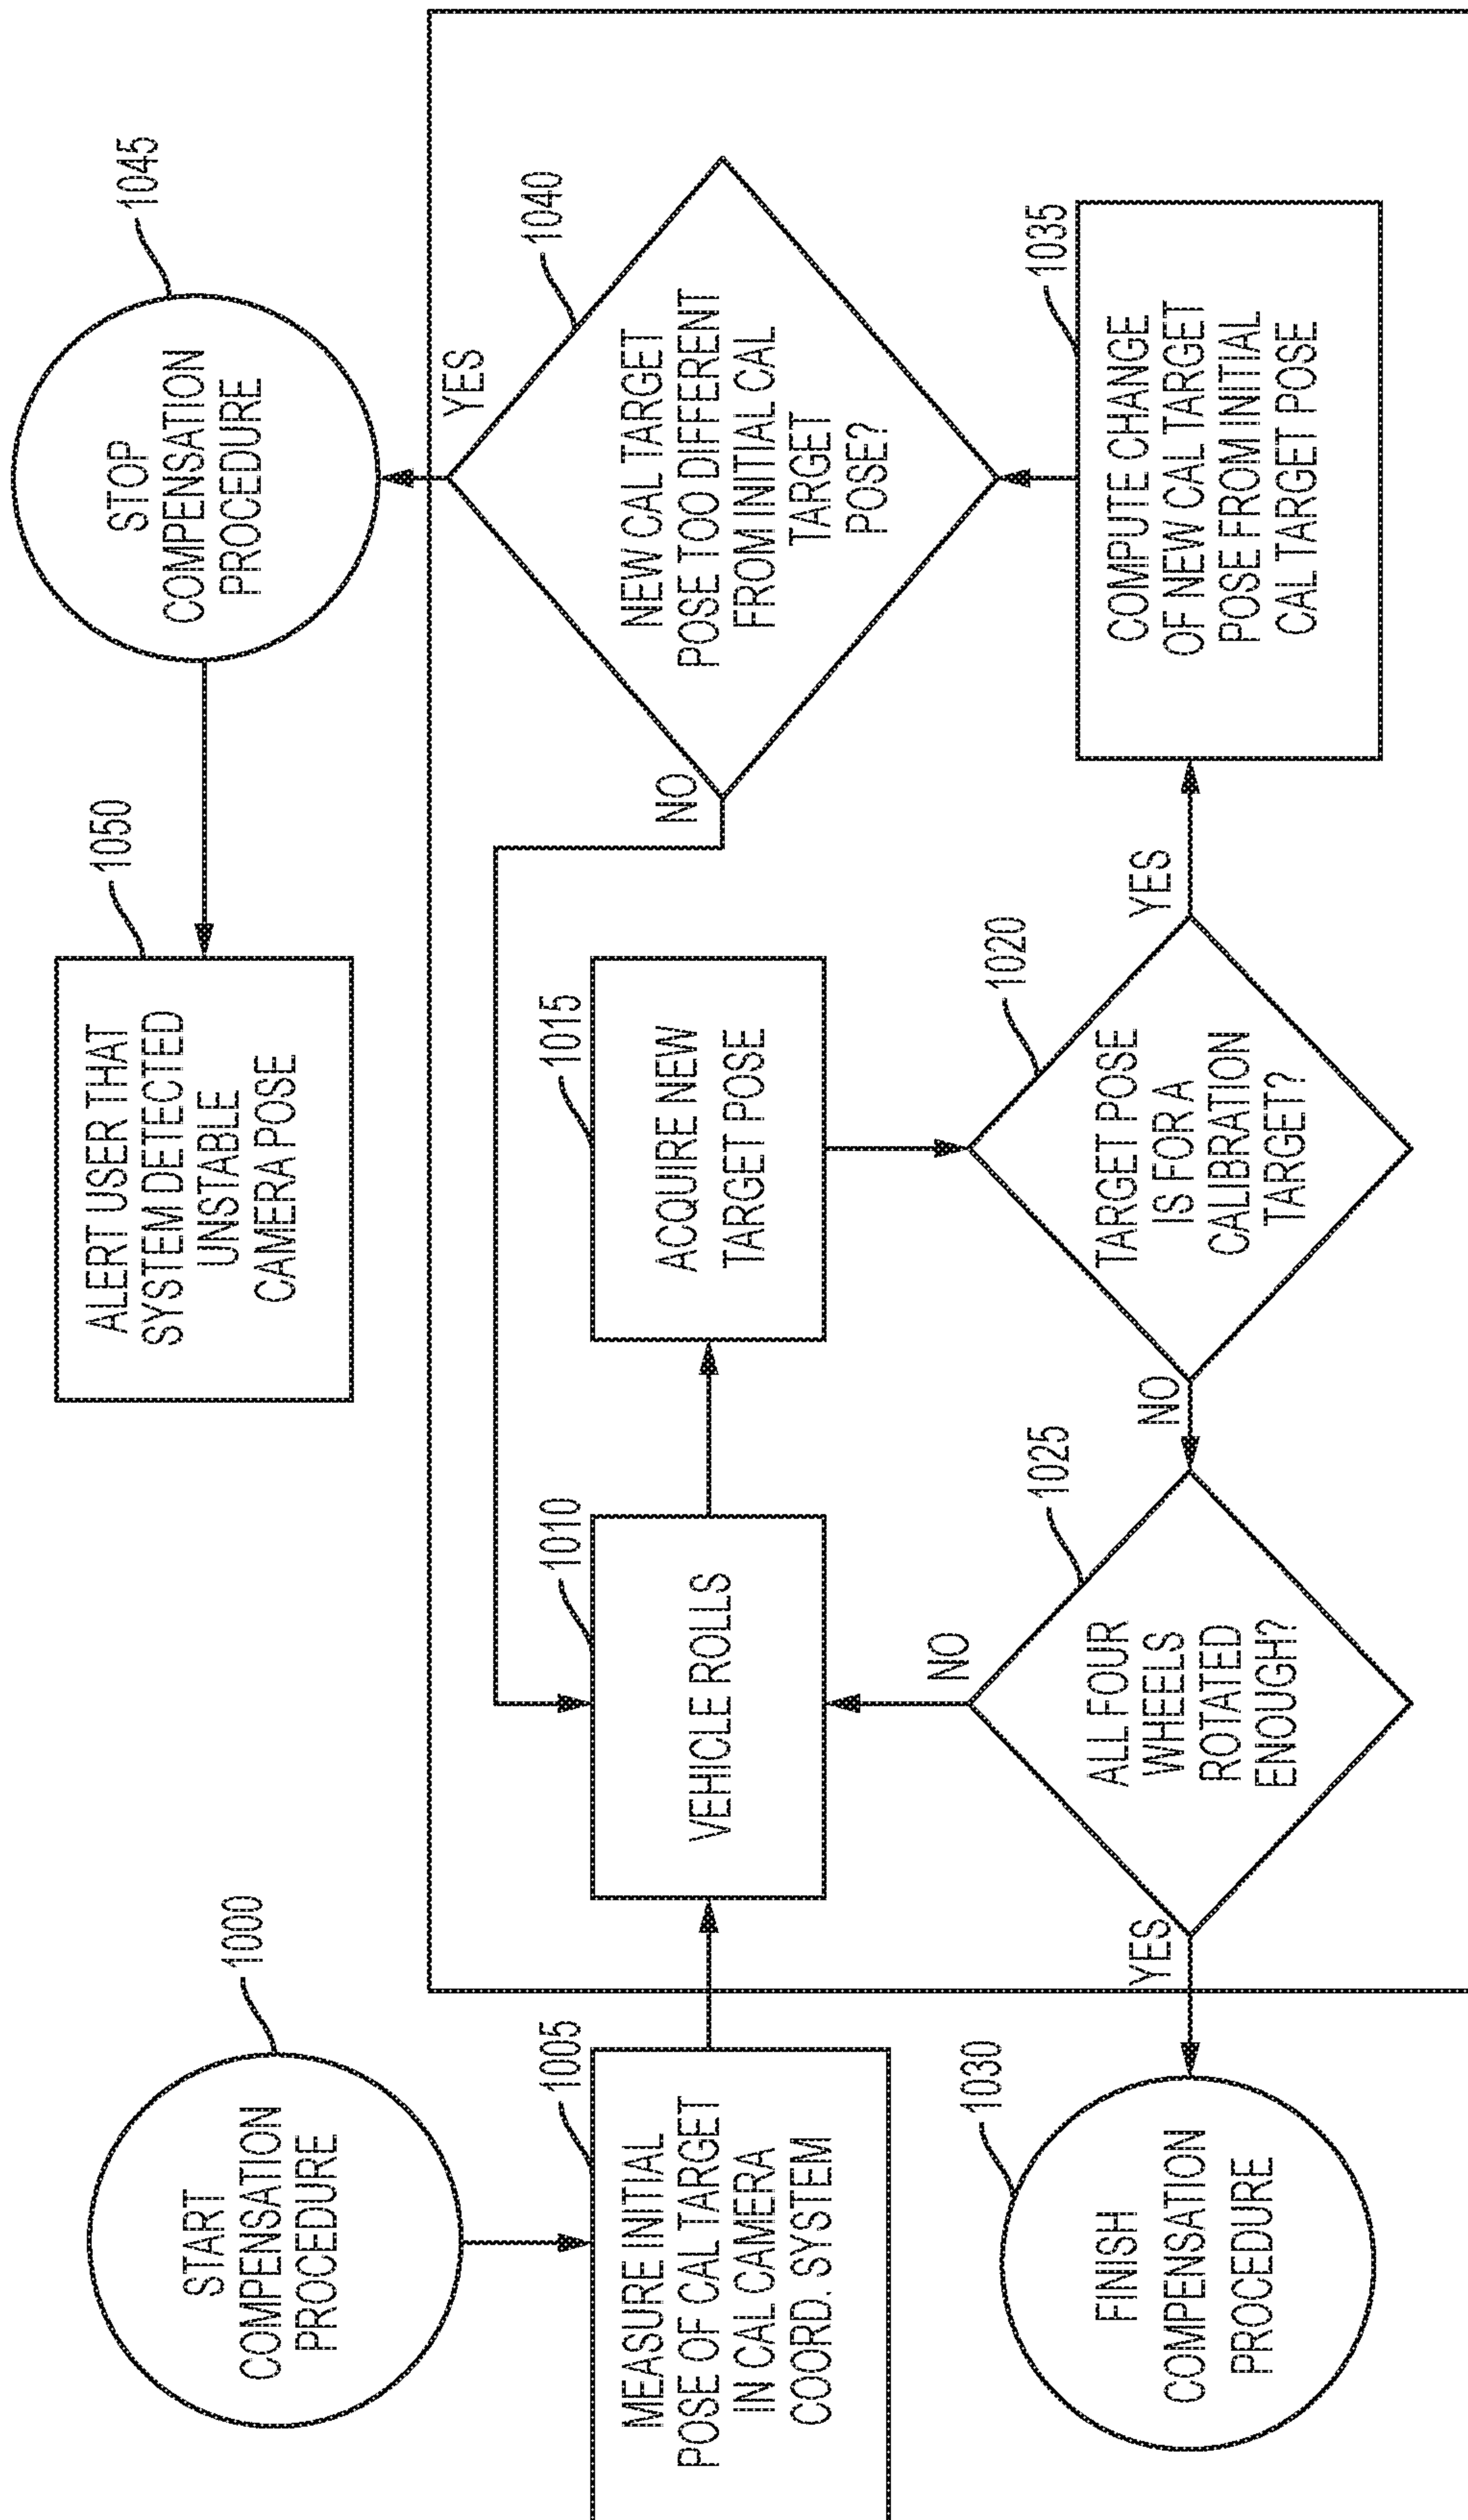 START
COMPENSATION
PROCEDURE
1000
MEASURE INITIAL
POSE OF CAL TARGET
IN CAL CAMERA
COORD. SYSTEM
1005
VEHICLE ROLLS
1010
ACQUIRE NEW
TARGET POSE
1015
TARGET POSE
IS FOR A
CALIBRATION
TARGET?
1020
NO
YES
ALL FOUR
WHEELS
ROTATED
ENOUGH?
1025
NO
YES
FINISH
COMPENSATION
PROCEDURE
1030
COMPUTE CHANGE
OF NEW CAL TARGET
POSE FROM INITIAL
CAL TARGET POSE
1035
NEW CAL TARGET
POSE TOO DIFFERENT
FROM INITIAL CAL
TARGET
POSE?
1040
NO
YES
STOP
COMPENSATION
PROCEDURE
1045
ALERT USER THAT
SYSTEM DETECTED
UNSTABLE
CAMERA POSE
1050